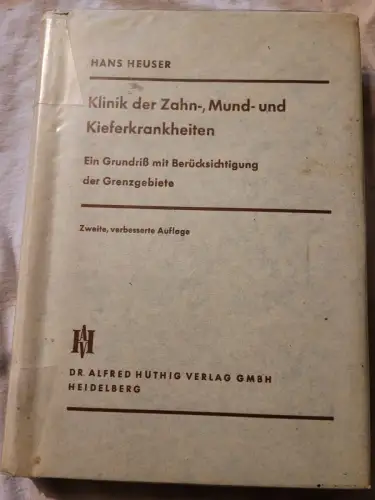 HANS HEUSER
Klinik der Zahn-, Mund- und
Kieferkrankheiten
Ein Grundriß mit Berücksichtigung
der Grenzgebiete
Zweite, verbesserte Auflage
AHV
DR. ALFRED HÜTHIG VERLAG GMBH
HEIDELBERG